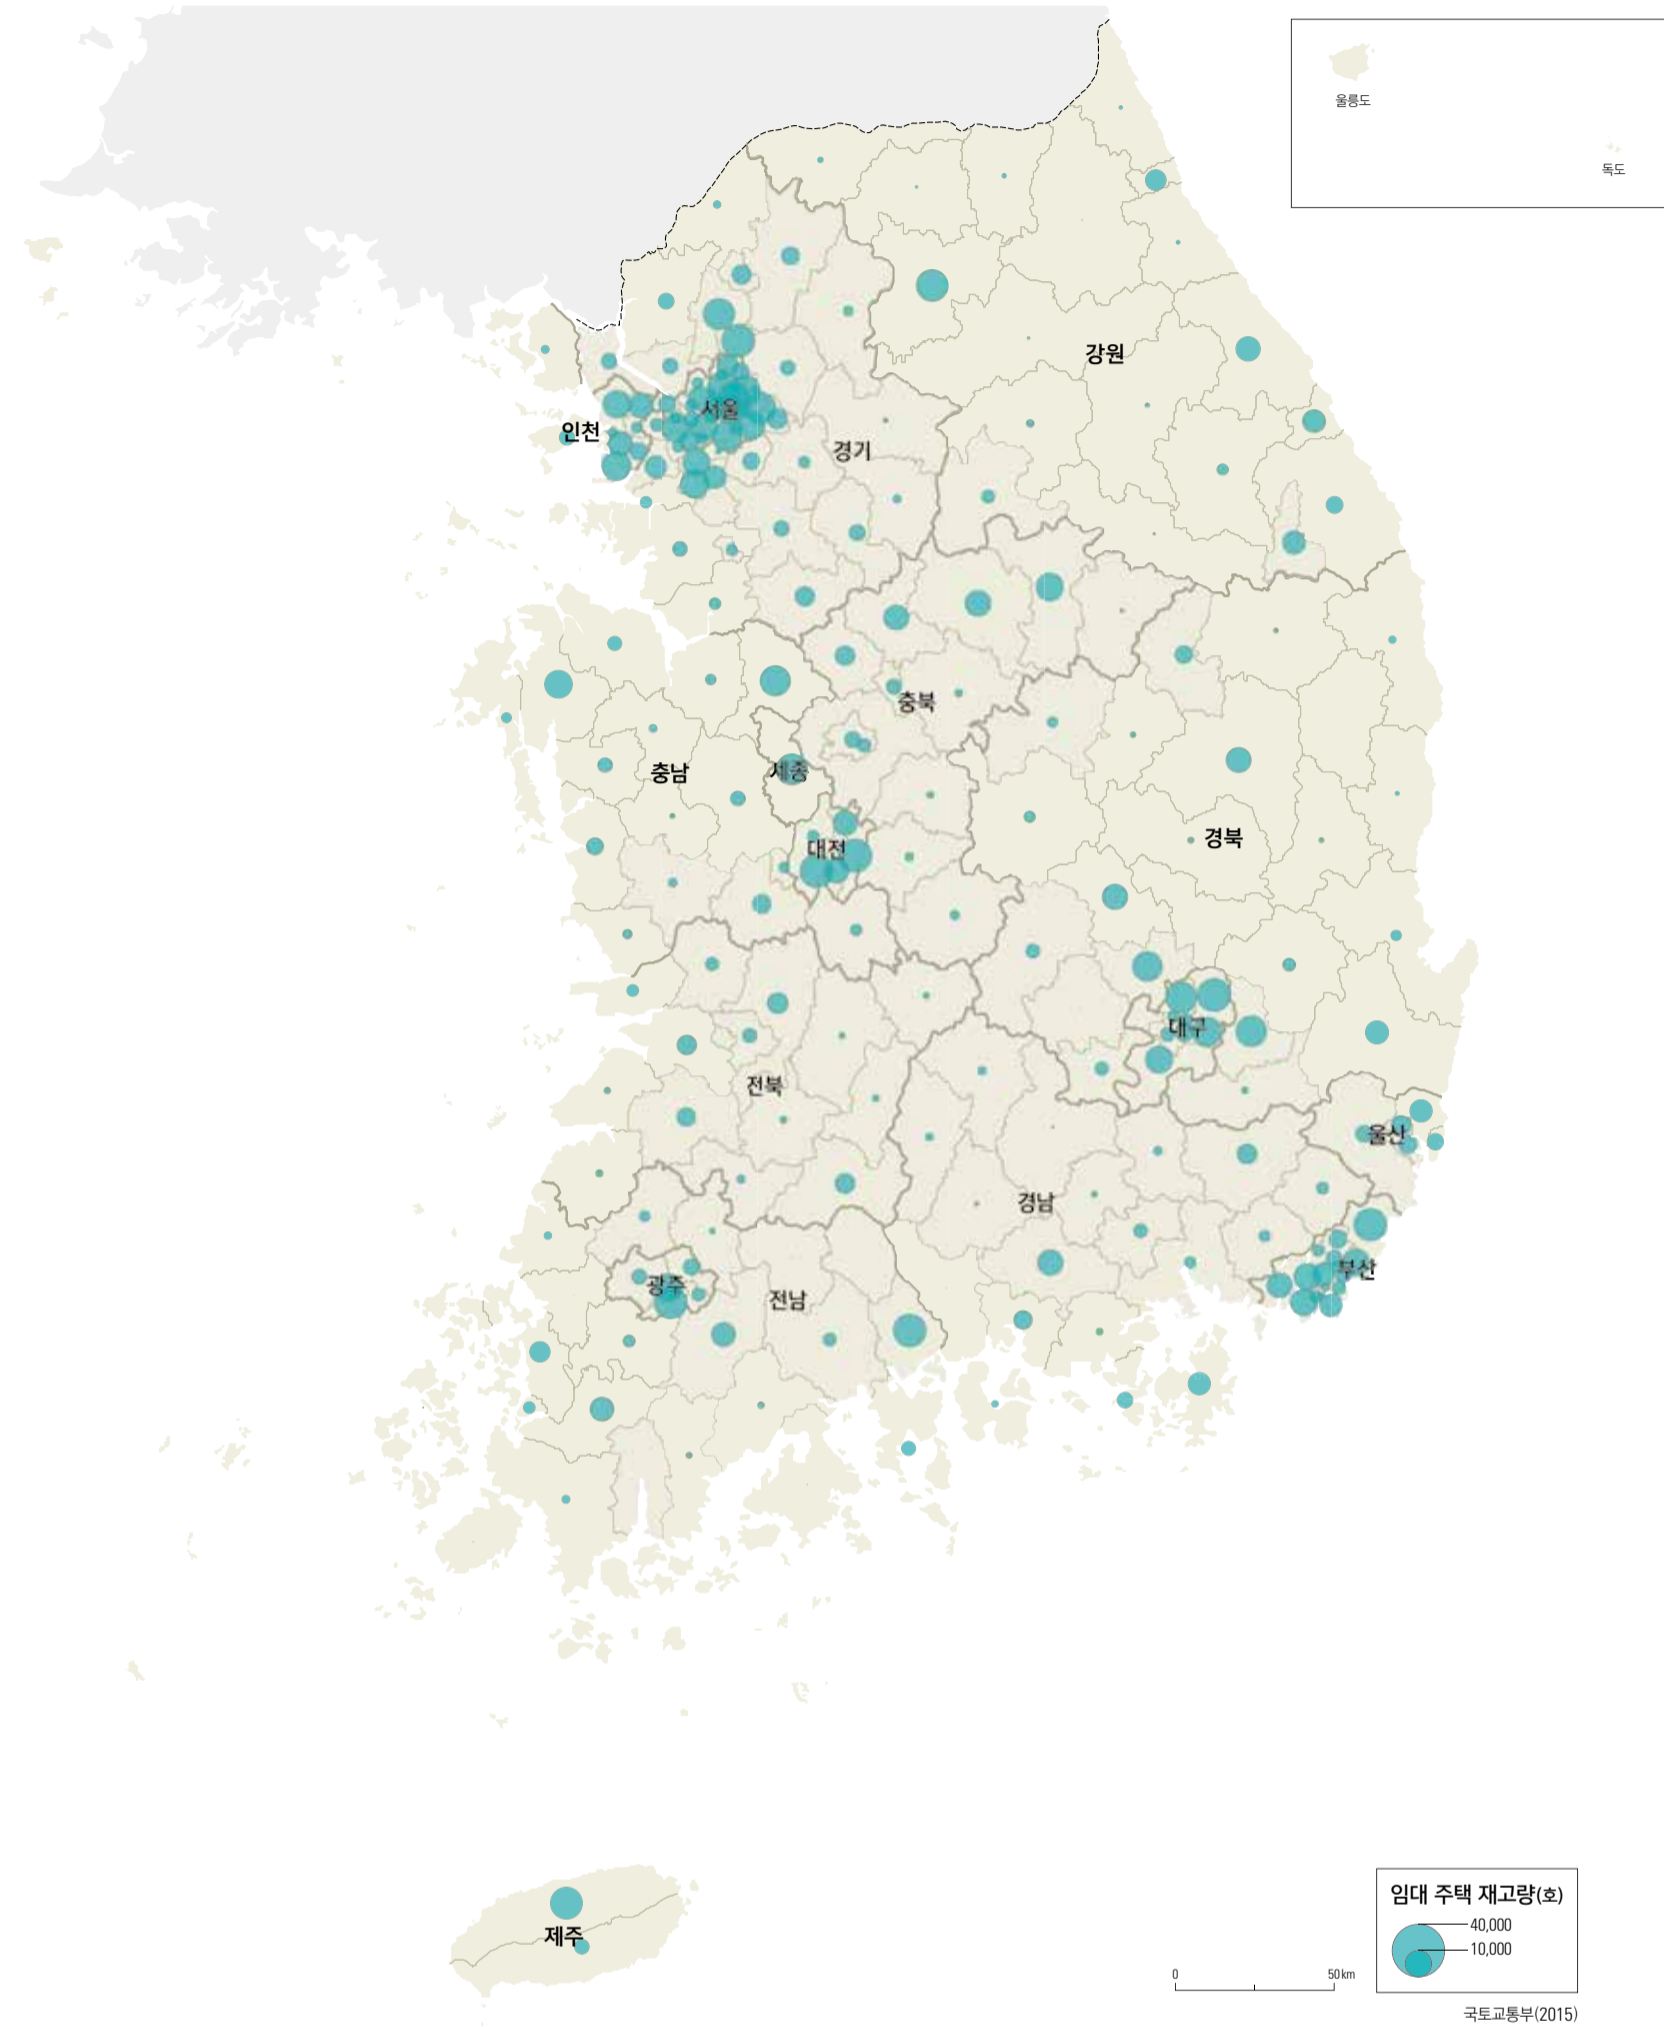 울릉도
독도
강원
서울
인천
경기
충북
충남
세종
경북
대전
대구
전북
울산
경남
부산
광주
전남
제주
임대 주택 재고량(호)
40,000
10,000
0
50 km
국토교통부(2015)